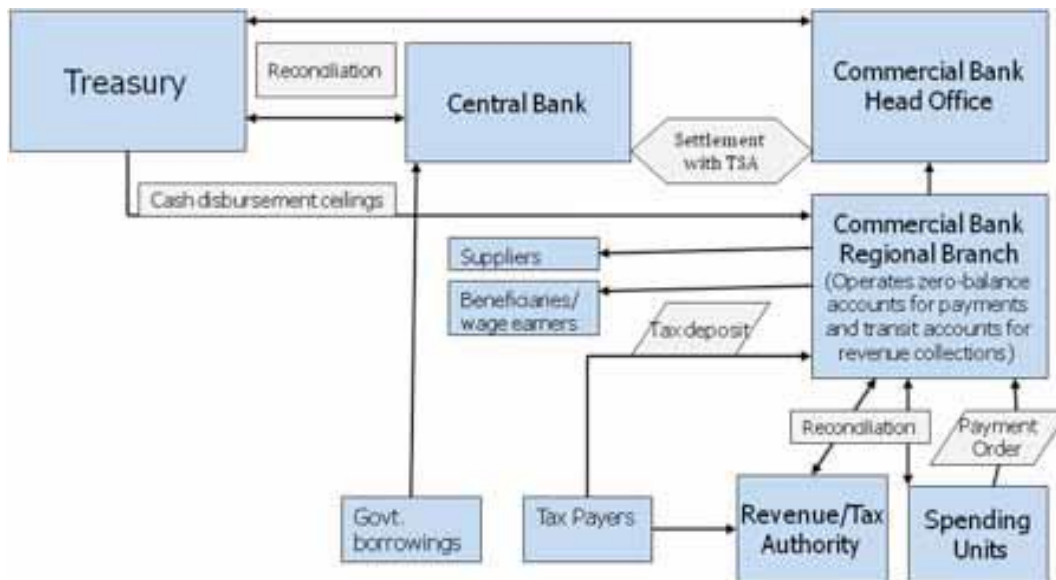 Treasury
Reconciliation
Central Bank
Commercial Bank
Head Office
Settlement
with TSA
Cash disbursement ceilings
Commercial Bank
Regional Branch
(Operates zero-balance
accounts for payments
and transit accounts for
revenue collections)
Suppliers
Beneficiaries/
wage earners
Tax deposit
Reconciliation
Payment
Order
Govt.
borrowings
Tax Payers
Revenue/Tax
Authority
Spending
Units